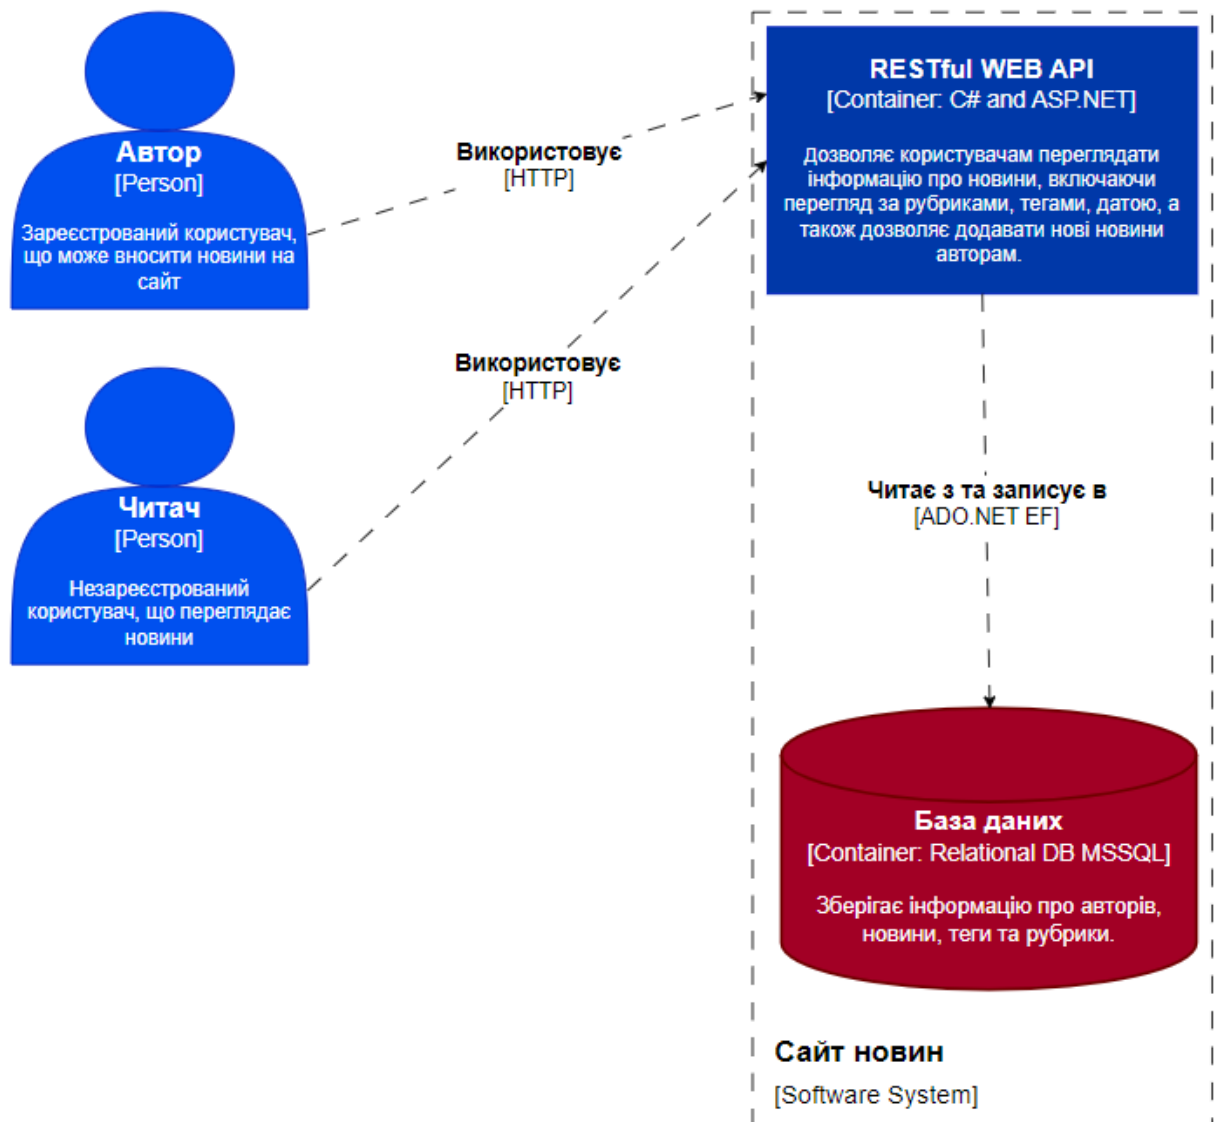 Автор
[Person]
Зареєстрований користувач,
що може вносити новини на
сайт
Використовує
[HTTP]
RESTful WEB API
[Container: C# and ASP.NET]
Дозволяє користувачам переглядати
інформацію про новини, включаючи
перегляд за рубриками, тегами, датою, а
також дозволяє додавати нові новини
авторам.
Використовує
[HTTP]
Читач
[Person]
Незареєстрований
користувач, що переглядає
новини
Читає з та записує в
[ADO.NET EF]
База даних
[Container: Relational DB MSSQL]
Зберігає інформацію про авторів,
новини, теги та рубрики.
Сайт новин
[Software System]